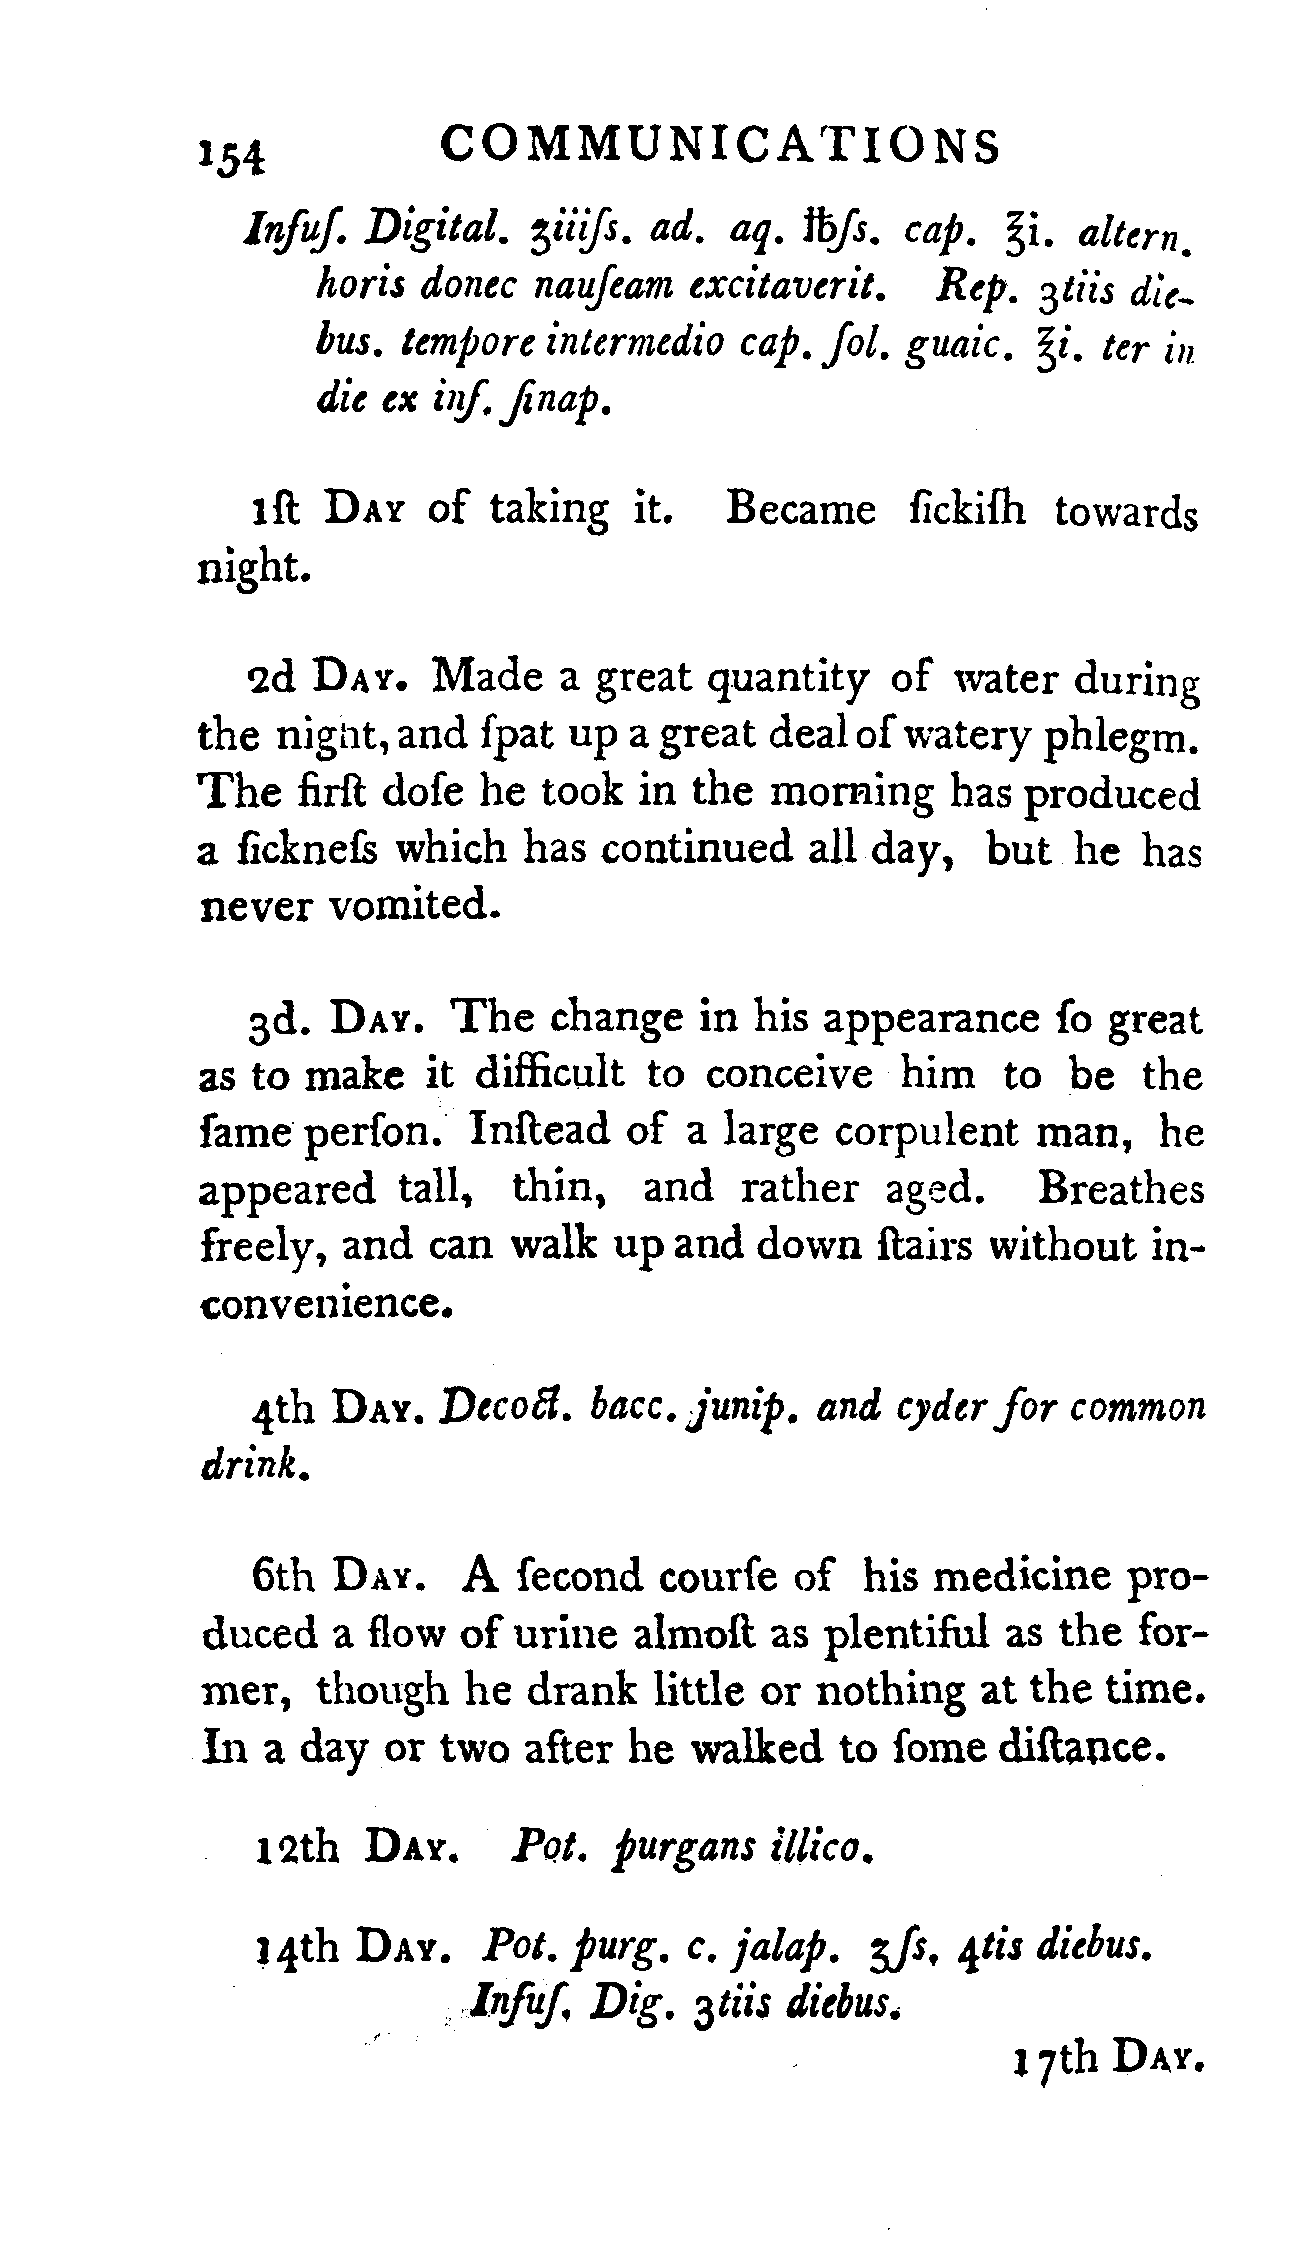 154 COMMUNICATIONS
Infuſ. Digital. ʒiiiſs. ad. aq. ℔ſs. cap. ℥i. altern.
horis donec nauſeam excitaverit. Rep. 3tiis die-
bus. tempore intermedio cap. ſol. guaic. ℥i. ter in
die ex inſ. ſinap.
1ſt DAY of taking it. Became ſickiſh towards
night.
2d DAY. Made a great quantity of water during
the night, and ſpat up a great deal of watery phlegm.
The firſt doſe he took in the morning has produced
a ſickneſs which has continued all day, but he has
never vomited.
3d. DAY. The change in his appearance ſo great
as to make it difficult to conceive him to be the
ſame perſon. Inſtead of a large corpulent man, he
appeared tall, thin, and rather aged. Breathes
freely, and can walk up and down ſtairs without in-
convenience.
4th DAY. Decoct. bacc. junip. and cyder for common
drink.
6th DAY. A ſecond courſe of his medicine pro-
duced a flow of urine almoſt as plentiful as the for-
mer, though he drank little or nothing at the time.
In a day or two after he walked to ſome diſtance.
12th DAY. Pot. purgans illico.
14th DAY. Pot. purg. c. jalap. ʒſs, 4tis diebus.
Infuſ. Dig. 3tiis diebus.
17th DAY.